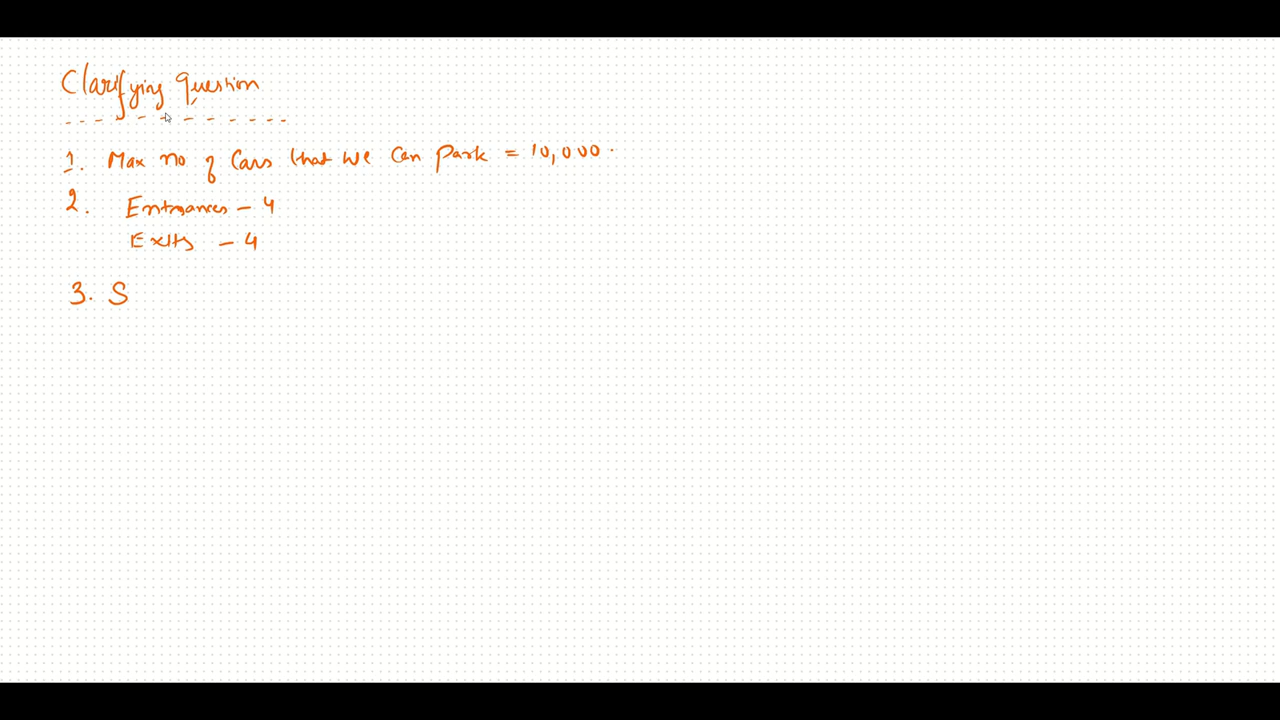 Clarifying Question
1. Max no of Cars that we Can Park = 10,000.
2. Entrances - 4
Exits - 4
3. S